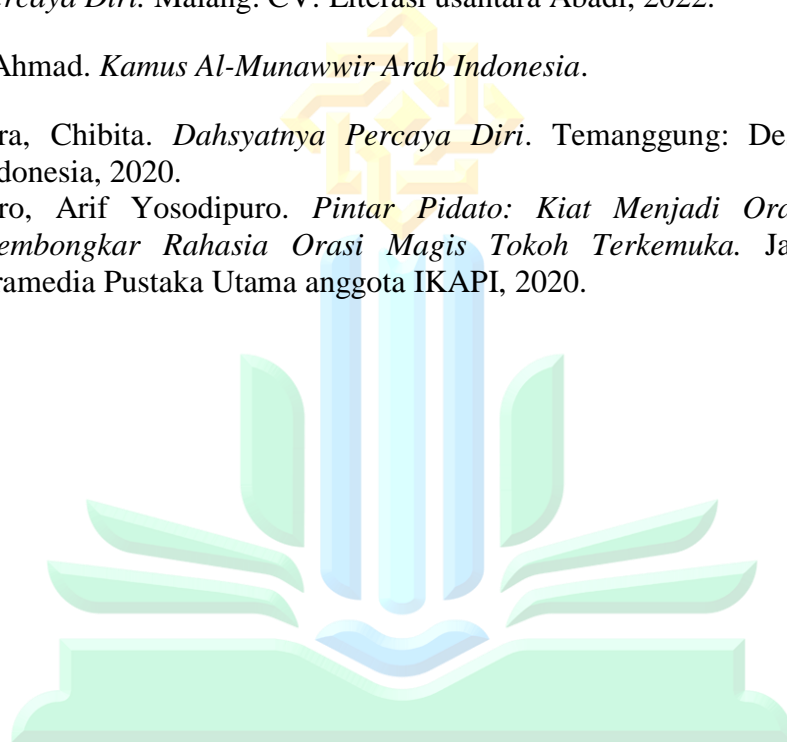 ercaya Diri. Malang: CV. Literasi usantara Abadi, 2022.
Ahmad. Kamus Al-Munawwir Arab Indonesia.
ra, Chibita. Dahsyatnya Percaya Diri. Temanggung: De
donesia, 2020.
ro, Arif Yosodipuro. Pintar Pidato: Kiat Menjadi Ora
embongkar Rahasia Orasi Magis Tokoh Terkemuka. Ja
ramedia Pustaka Utama anggota IKAPI, 2020.